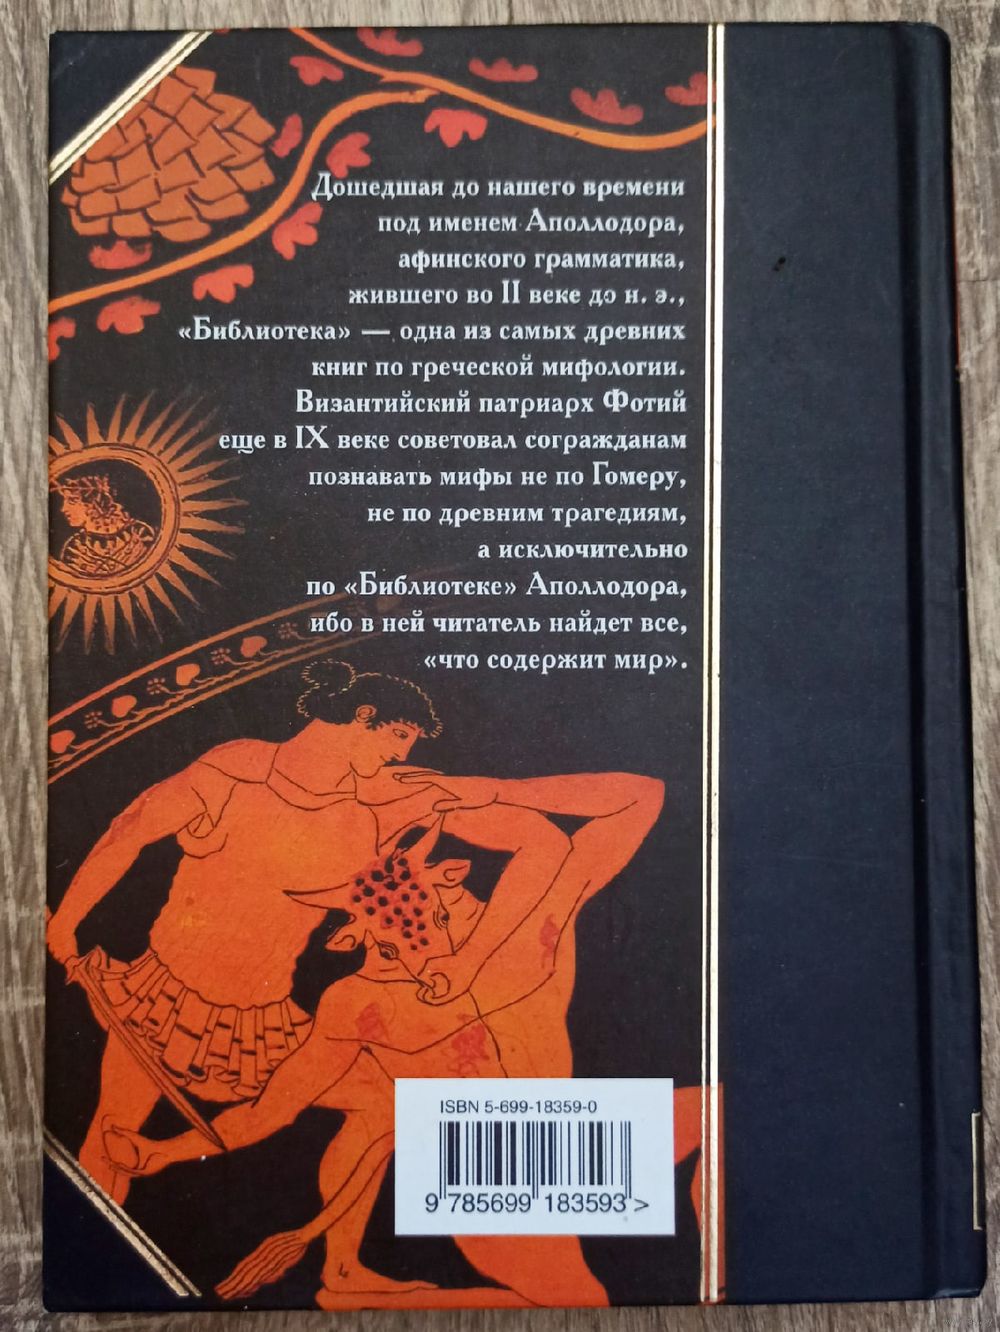 Дошедшая до нашего времени
под именем Аполлодора,
афинского грамматика,
жившего во II веке до н. э.,
«Библиотека» — одна из самых древних
книг по греческой мифологии.
Византийский патриарх Фотий
еще в IX веке советовал согражданам
познавать мифы не по Гомеру,
не по древним трагедиям,
а исключительно
по «Библиотеке» Аполлодора,
ибо в ней читатель найдет все,
«что содержит мир».
ISBN 5-699-18359-0
9 785699 183593 >